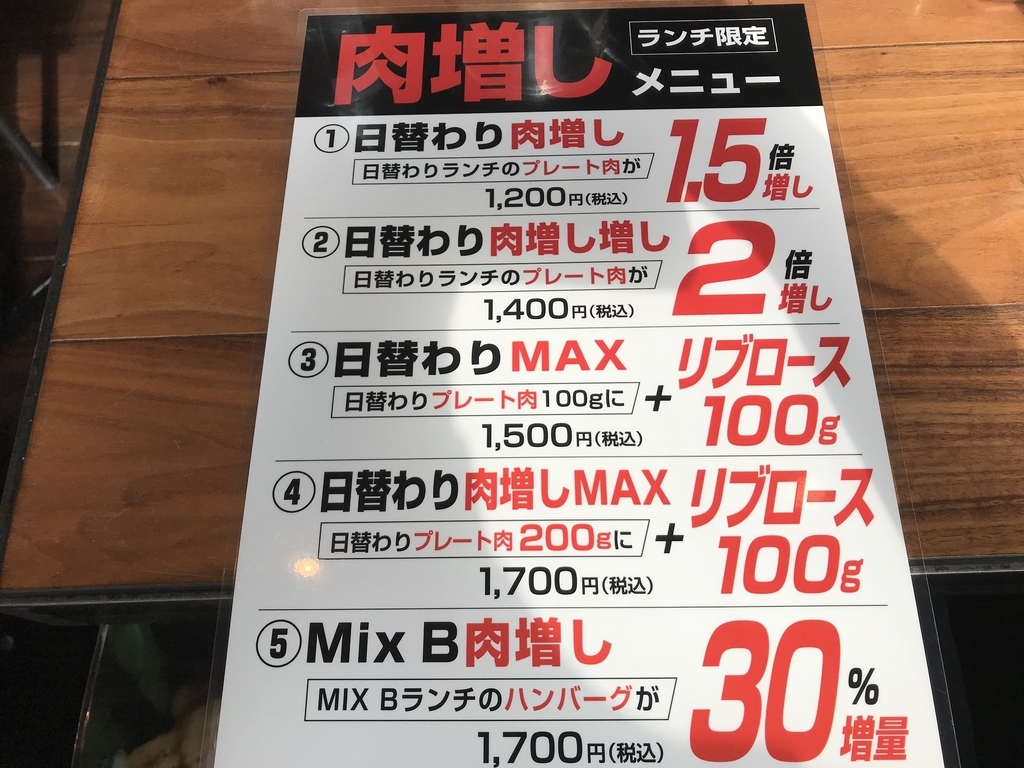 肉増し ランチ限定 メニュー
①日替わり肉増し
日替わりランチのプレート肉が 1.5倍増し
1,200円(税込)
②日替わり肉増し増し
日替わりランチのプレート肉が 2倍増し
1,400円(税込)
③日替わりMAX
日替わりプレート肉100gに + リブロース100g
1,500円(税込)
④日替わり肉増しMAX
日替わりプレート肉200gに + リブロース100g
1,700円(税込)
⑤Mix B肉増し
MIX Bランチのハンバーグが 30%増量
1,700円(税込)